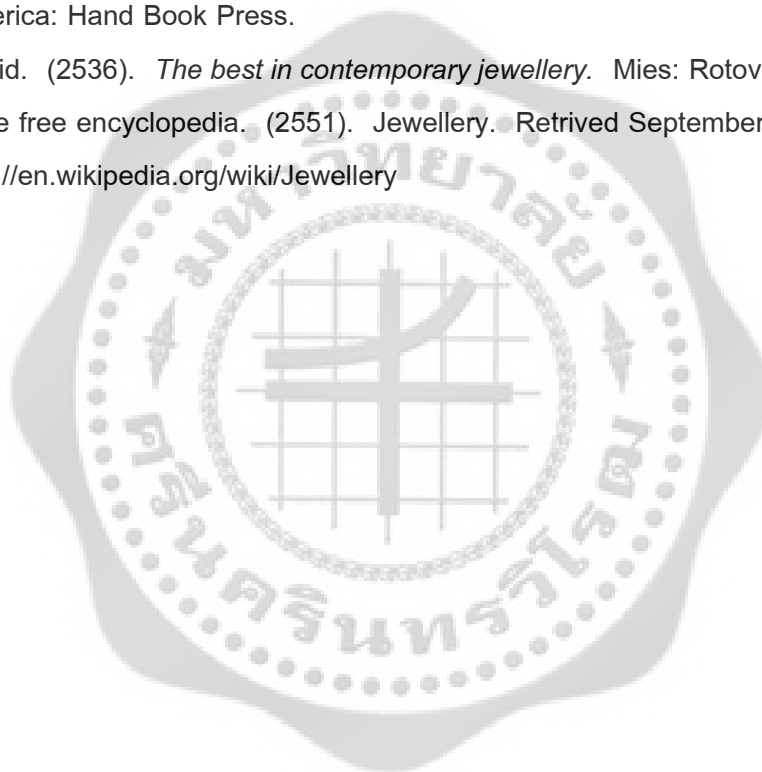 erica: Hand Book Press.
id. (2536). The best in contemporary jewellery. Mies: Rotov
e free encyclopedia. (2551). Jewellery. Retrived September
://en.wikipedia.org/wiki/Jewellery
มหาวิทยาลัย
ศรีนครินทรวิโรฒ